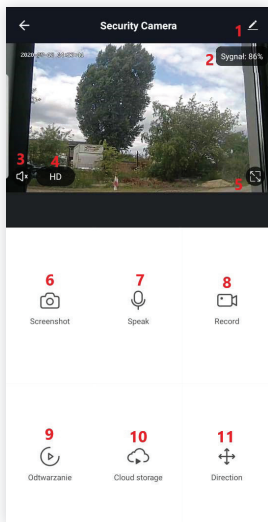 Security Camera
1
2
Sygnał: 86%
3
4
HD
5
6
7
8
Screenshot
Speak
Record
9
10
11
Odtwarzanie
Cloud storage
Direction